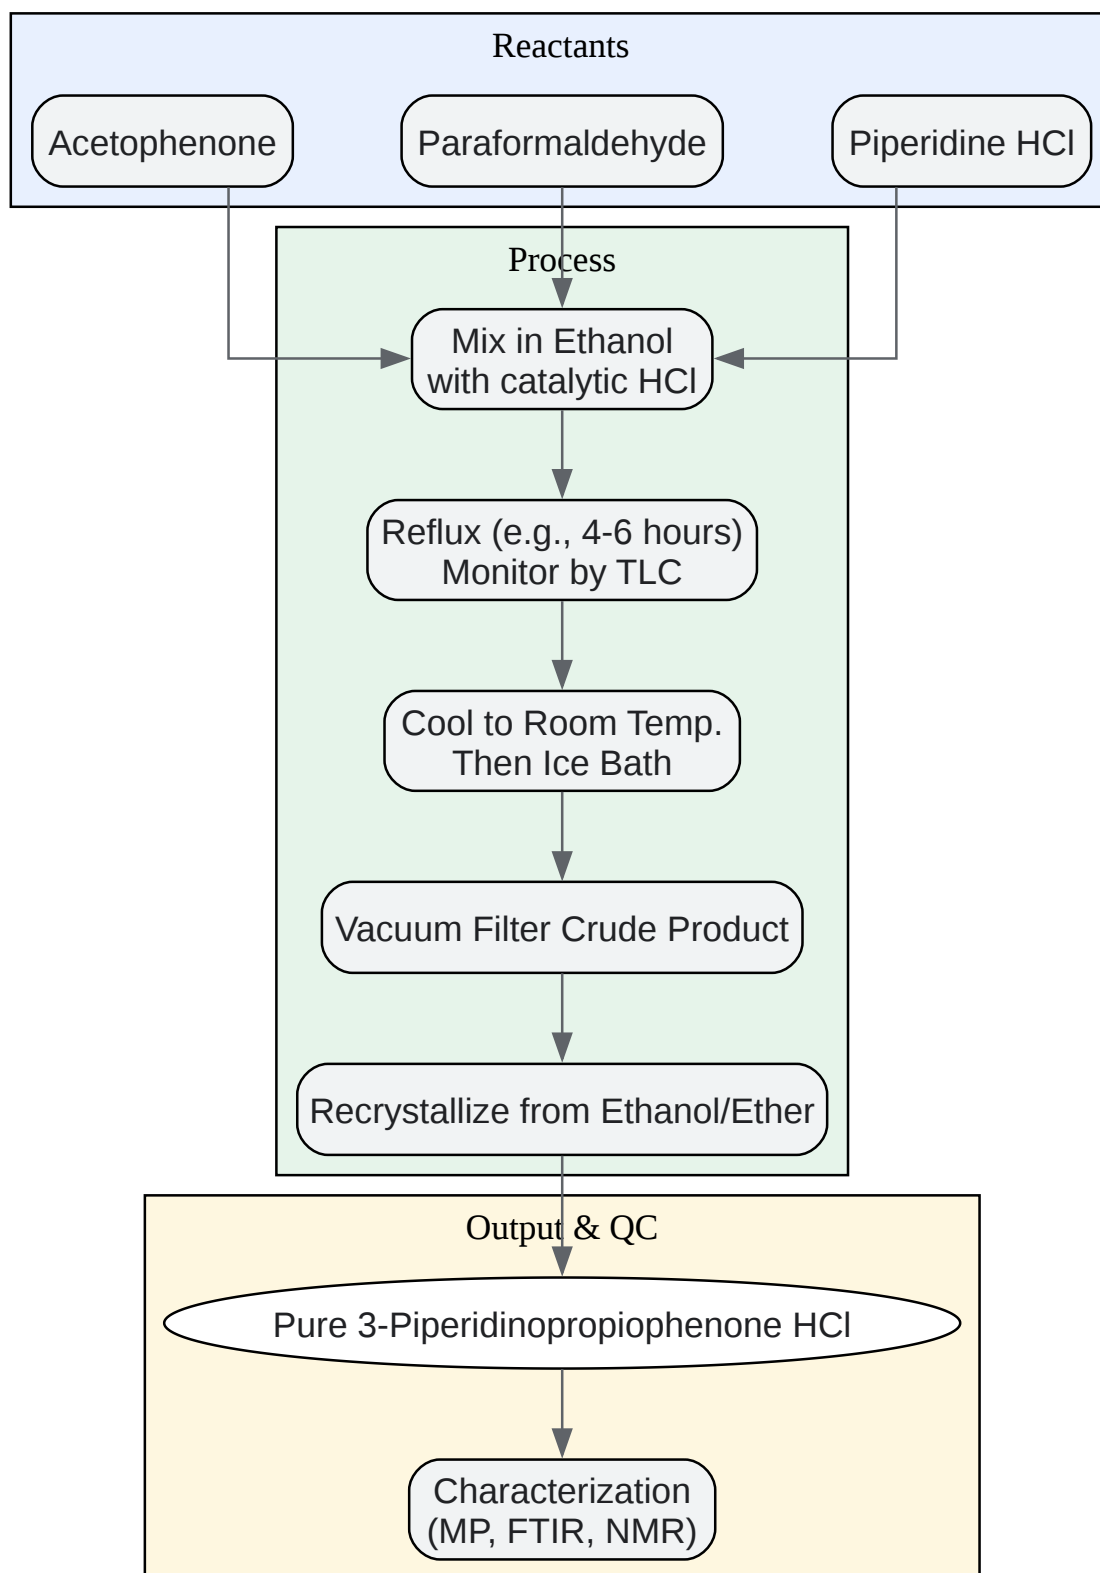 Reactants
Acetophenone
Paraformaldehyde
Piperidine HCl
Process
Mix in Ethanol
with catalytic HCl
Reflux (e.g., 4-6 hours)
Monitor by TLC
Cool to Room Temp.
Then Ice Bath
Vacuum Filter Crude Product
Recrystallize from Ethanol/Ether
Output & QC
Pure 3-Piperidinopropiophenone HCl
Characterization
(MP, FTIR, NMR)